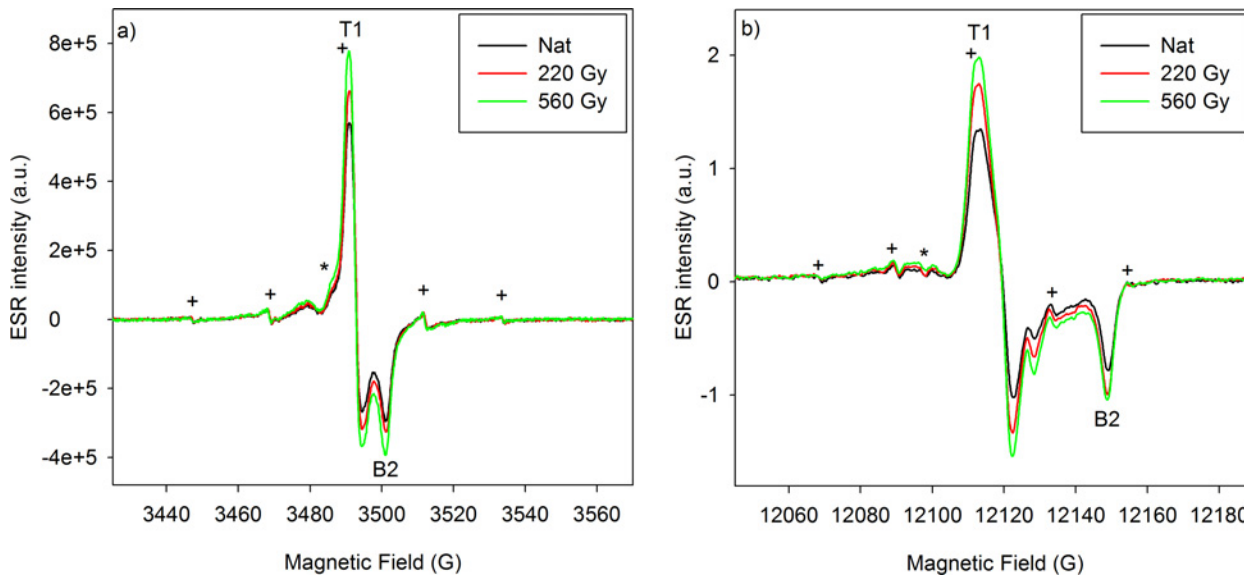 a)
T1
+
Nat
220 Gy
560 Gy
8e+5
6e+5
4e+5
2e+5
0
-2e+5
-4e+5
ESR intensity (a.u.)
*
+
+
+
+
B2
3440
3460
3480
3500
3520
3540
3560
Magnetic Field (G)
b)
T1
+
Nat
220 Gy
560 Gy
2
1
0
-1
ESR intensity (a.u.)
+
+
*
+
+
B2
12060
12080
12100
12120
12140
12160
12180
Magnetic Field (G)